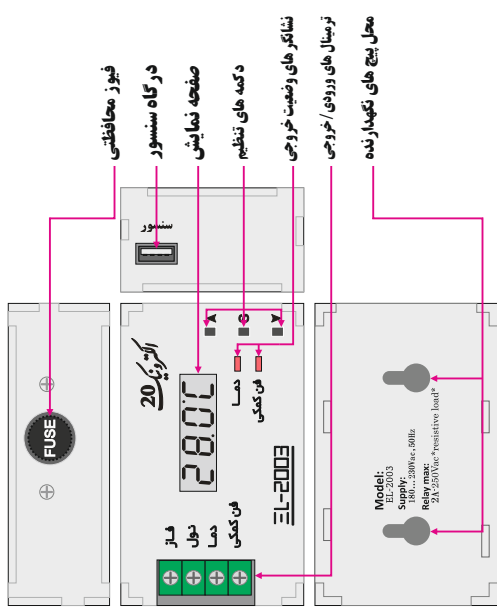 فیوز محافظتی
درگاه سنسور
صفحه نمایش
دکمه های تنظیم
نشانگر های وضعیت خروجی
ترمینال های ورودی/خروجی
محل پیچ های نگهدارنده
سنسور
FUSE
الکترونیک 20
28.0°C
S
دما
فن کمکی
EL-2003
فاز
نول
دما
فن کمکی
Model:
EL-2003
Supply:
180...230Vac, 50Hz
Relay max:
2A-250Vac*resistive load*